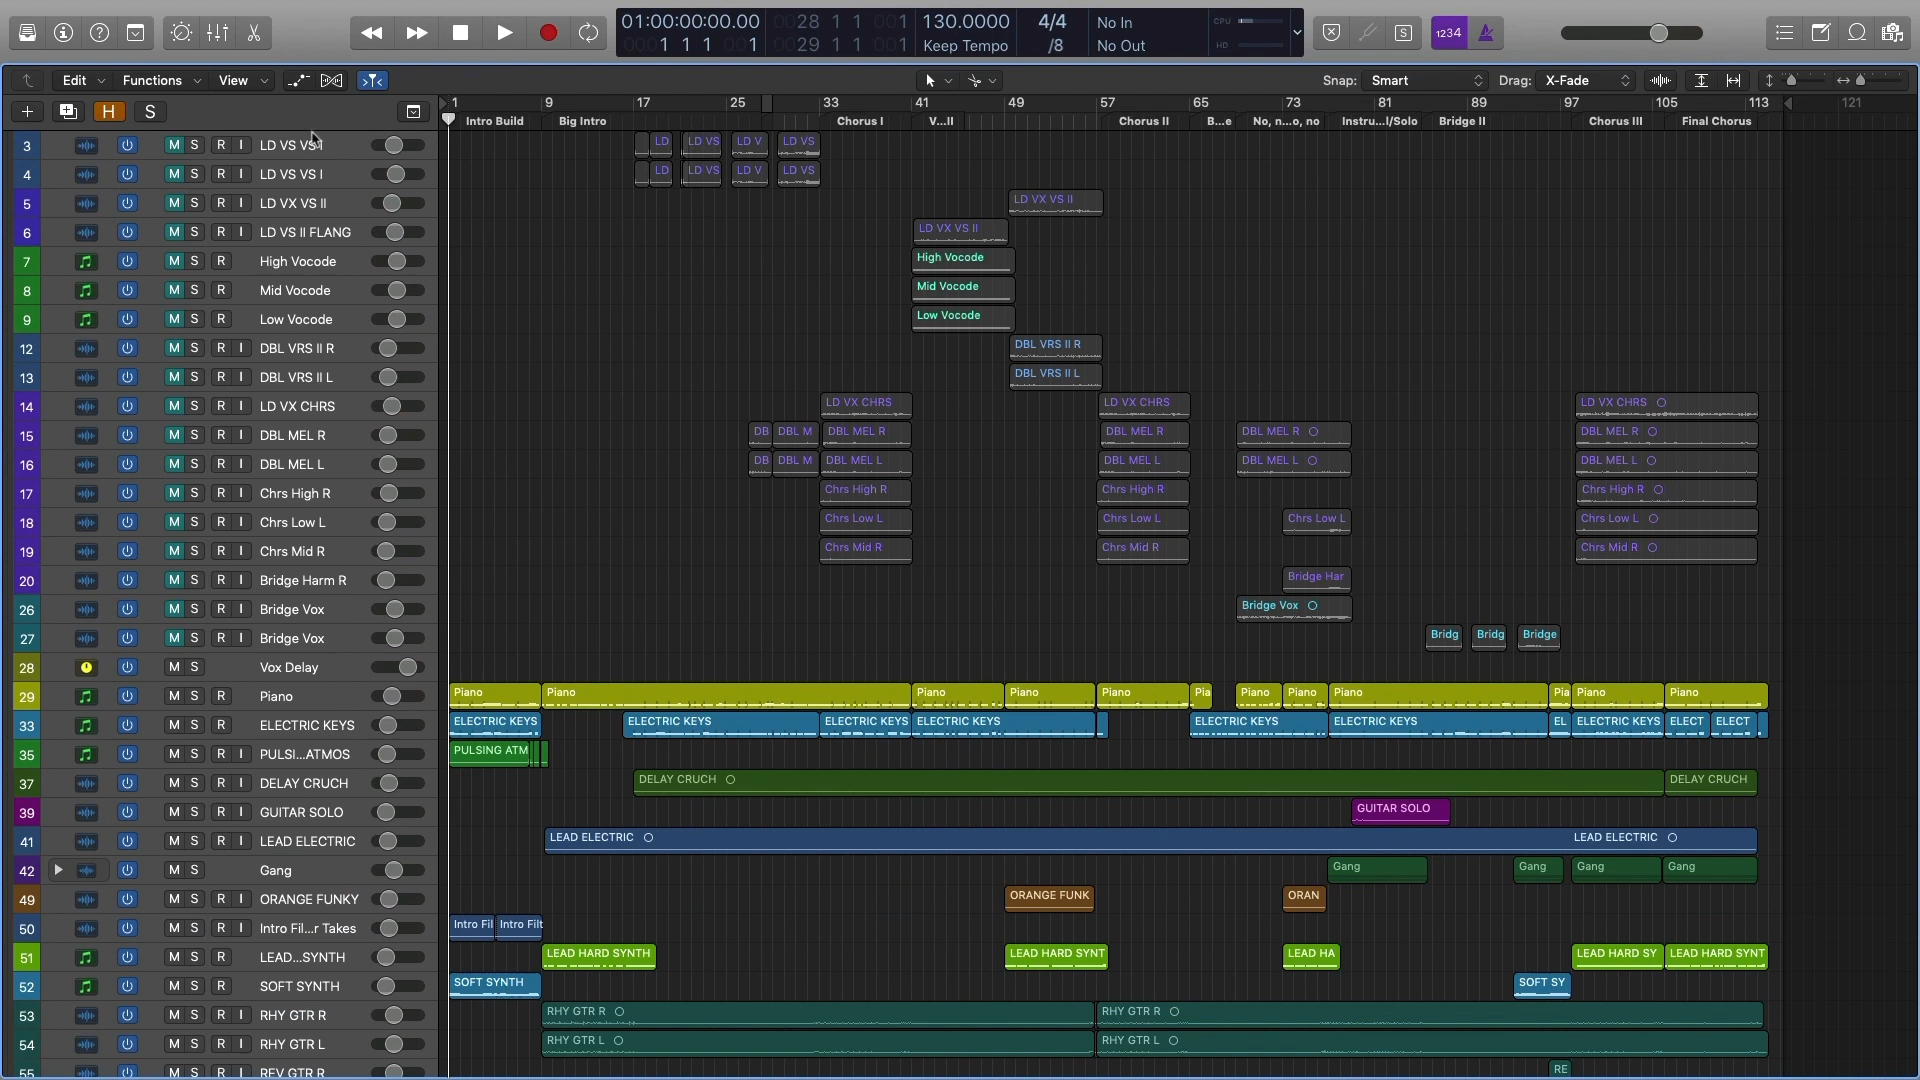 01:00:00:00.00 0028 1 1 001 130.0000 4/4 No In CPU
0001 1 1 001 0029 1 1 001 Keep Tempo /8 No Out HD
S 1234
Edit Functions View Snap: Smart Drag: X-Fade
H S 1 9 17 25 33 41 49 57 65 73 81 89 97 105 113 121
Intro Build Big Intro Chorus I V...II Chorus II B...e No, n...o, no Instru...l/Solo Bridge II Chorus III Final Chorus
3 M S R I LD VS VS I LD LD VS LD V LD VS
4 M S R I LD VS VS I LD LD VS LD V LD VS
5 M S R I LD VX VS II LD VX VS II
6 M S R I LD VS II FLANG LD VX VS II
7 M S R High Vocode High Vocode
8 M S R Mid Vocode Mid Vocode
9 M S R Low Vocode Low Vocode
12 M S R I DBL VRS II R DBL VRS II R
13 M S R I DBL VRS II L DBL VRS II L
14 M S R I LD VX CHRS LD VX CHRS LD VX CHRS LD VX CHRS
15 M S R I DBL MEL R DB DBL M DBL MEL R DBL MEL R DBL MEL R DBL MEL R
16 M S R I DBL MEL L DB DBL M DBL MEL L DBL MEL L DBL MEL L DBL MEL L
17 M S R I Chrs High R Chrs High R Chrs High R Chrs High R
18 M S R I Chrs Low L Chrs Low L Chrs Low L Chrs Low L Chrs Low L
19 M S R I Chrs Mid R Chrs Mid R Chrs Mid R Chrs Mid R
20 M S R I Bridge Harm R Bridge Har
26 M S R I Bridge Vox Bridge Vox
27 M S R I Bridge Vox Bridg Bridg Bridge
28 M S Vox Delay
29 M S R Piano Piano Piano Piano Piano Piano Pia Piano Piano Piano Pia Piano Piano
33 M S R ELECTRIC KEYS ELECTRIC KEYS ELECTRIC KEYS ELECTRIC KEYS ELECTRIC KEYS ELECTRIC KEYS ELECTRIC KEYS EL ELECTRIC KEYS ELECT ELECT
35 M S R PULSI...ATMOS PULSING ATM
37 M S R I DELAY CRUCH DELAY CRUCH DELAY CRUCH
39 M S R I GUITAR SOLO GUITAR SOLO
41 M S R I LEAD ELECTRIC LEAD ELECTRIC LEAD ELECTRIC
42 M S Gang Gang Gang Gang Gang
49 M S R I ORANGE FUNKY ORANGE FUNK ORAN
50 M S R I Intro Fil...r Takes Intro Fil Intro Filt
51 M S R LEAD...SYNTH LEAD HARD SYNTH LEAD HARD SYNT LEAD HA LEAD HARD SY LEAD HARD SYNT
52 M S R SOFT SYNTH SOFT SYNTH SOFT SY
53 M S R I RHY GTR R RHY GTR R RHY GTR R
54 M S R I RHY GTR L RHY GTR L RHY GTR L
55 M S R I REV GTR R RE